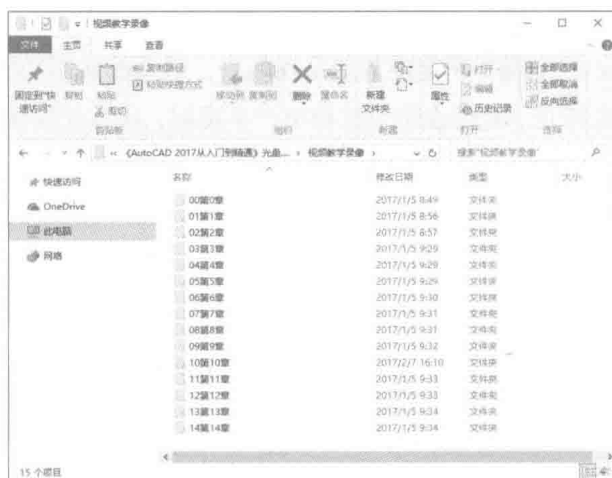 视频教学录像
文件 主页 共享 查看
固定到"快速访问" 复制 粘贴 复制路径 粘贴快捷方式 剪切 移动到 复制到 删除 重命名 新建文件夹 属性 打开 编辑 历史记录 全部选择 全部取消 反向选择
剪贴板 组织 新建 打开 选择
« 《AutoCAD 2017从入门到精通》光盘... › 视频教学录像 › 搜索"视频教学录像"
名称 修改日期 类型 大小
快速访问
OneDrive
此电脑
网络
00第0章 2017/1/5 8:49 文件夹
01第1章 2017/1/5 8:56 文件夹
02第2章 2017/1/5 8:57 文件夹
03第3章 2017/1/5 9:29 文件夹
04第4章 2017/1/5 9:29 文件夹
05第5章 2017/1/5 9:29 文件夹
06第6章 2017/1/5 9:30 文件夹
07第7章 2017/1/5 9:31 文件夹
08第8章 2017/1/5 9:31 文件夹
09第9章 2017/1/5 9:32 文件夹
10第10章 2017/2/7 16:10 文件夹
11第11章 2017/1/5 9:33 文件夹
12第12章 2017/1/5 9:33 文件夹
13第13章 2017/1/5 9:34 文件夹
14第14章 2017/1/5 9:34 文件夹
15 个项目